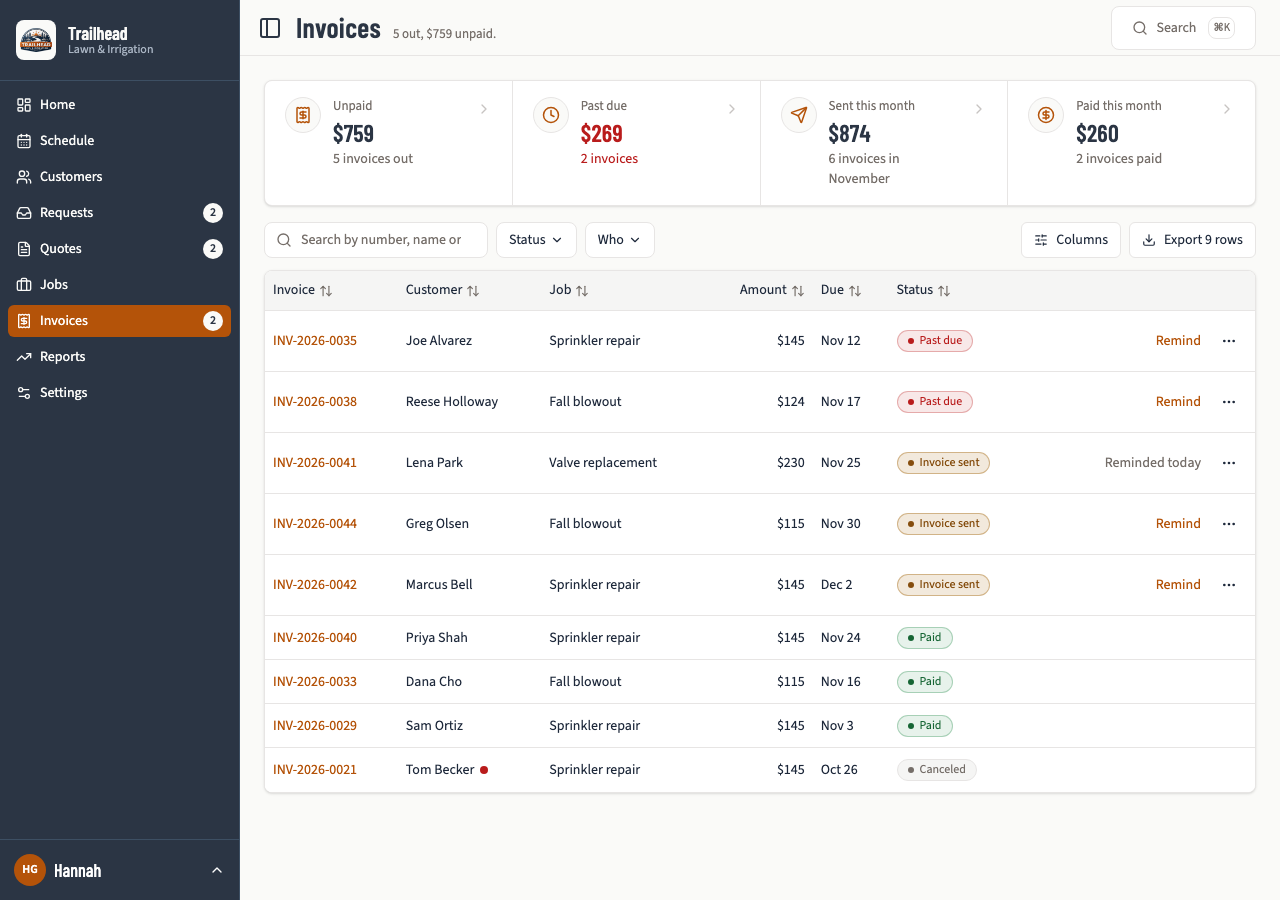 TRAILHEAD
Trailhead
Lawn & Irrigation
Home
Schedule
Customers
Requests 2
Quotes 2
Jobs
Invoices 2
Reports
Settings
HG Hannah
Invoices 5 out, $759 unpaid.
Search ⌘K
Unpaid
$759
5 invoices out
Past due
$269
2 invoices
Sent this month
$874
6 invoices in
November
Paid this month
$260
2 invoices paid
Search by number, name or
Status
Who
Columns
Export 9 rows
Invoice Customer Job Amount Due Status
INV-2026-0035 Joe Alvarez Sprinkler repair $145 Nov 12 Past due Remind
INV-2026-0038 Reese Holloway Fall blowout $124 Nov 17 Past due Remind
INV-2026-0041 Lena Park Valve replacement $230 Nov 25 Invoice sent Reminded today
INV-2026-0044 Greg Olsen Fall blowout $115 Nov 30 Invoice sent Remind
INV-2026-0042 Marcus Bell Sprinkler repair $145 Dec 2 Invoice sent Remind
INV-2026-0040 Priya Shah Sprinkler repair $145 Nov 24 Paid
INV-2026-0033 Dana Cho Fall blowout $115 Nov 16 Paid
INV-2026-0029 Sam Ortiz Sprinkler repair $145 Nov 3 Paid
INV-2026-0021 Tom Becker Sprinkler repair $145 Oct 26 Canceled